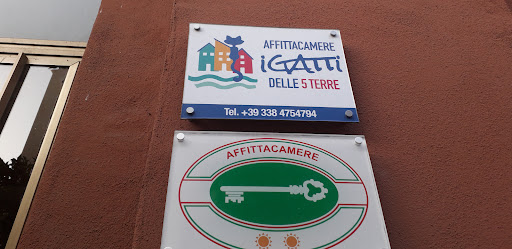 AFFITTACAMERE
iGATTi
DELLE 5 TERRE
Tel. +39 338 4754794
AFFITTACAMERE